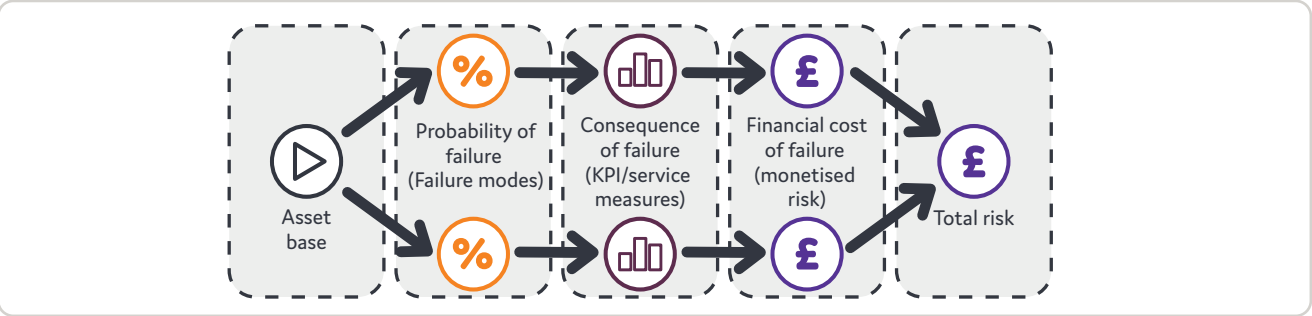 Asset
base
%
%
Probability of
failure
(Failure modes)
Consequence
of failure
(KPI/service
measures)
£
£
Financial cost
of failure
(monetised
risk)
£
Total risk